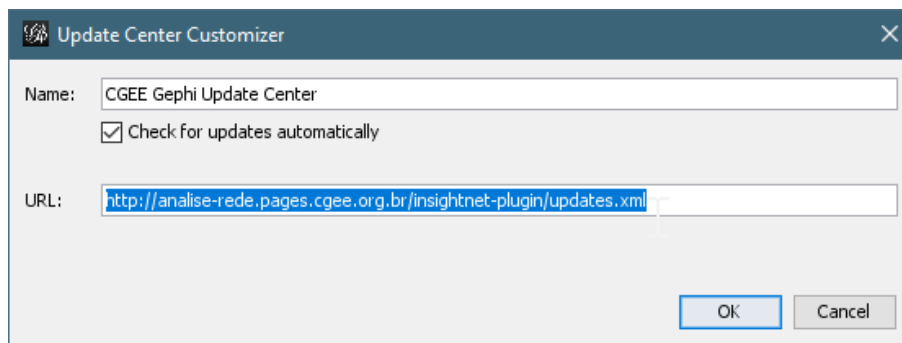 Update Center Customizer
Name: CGEE Gephi Update Center
Check for updates automatically
URL: http://analise-rede.pages.cgee.org.br/insightnet-plugin/updates.xml
OK Cancel